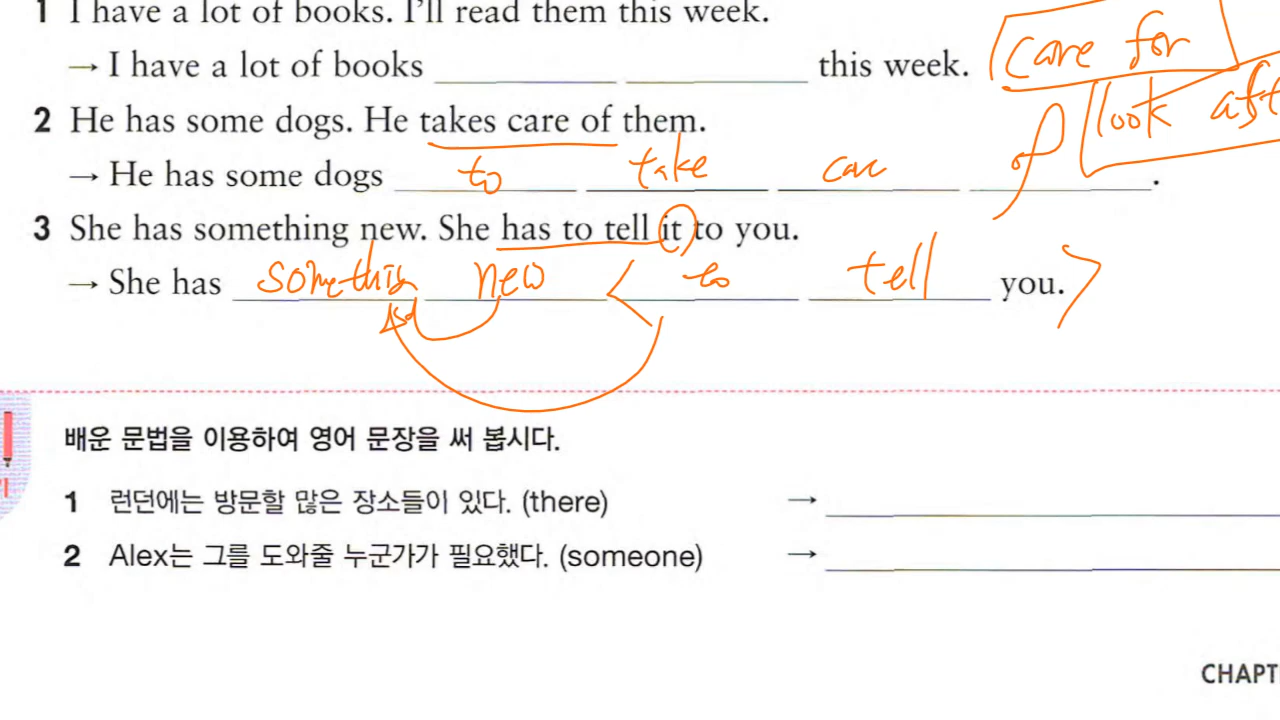 1 I have a lot of books. I'll read them this week.
→ I have a lot of books ______ ______ this week.
care for
2 He has some dogs. He takes care of them.
look aft
→ He has some dogs to take care of.
3 She has something new. She has to tell it to you.
→ She has something new to tell you.
배운 문법을 이용하여 영어 문장을 써 봅시다.
1 런던에는 방문할 많은 장소들이 있다. (there) →
2 Alex는 그를 도와줄 누군가가 필요했다. (someone) →
CHAPT